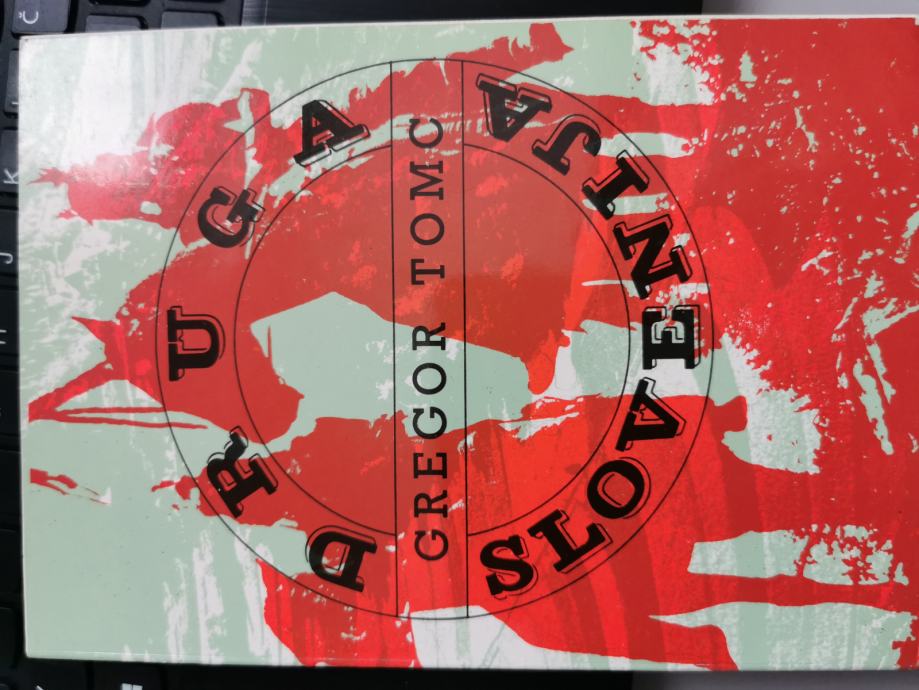 DRUGA
GREGOR TOMC
SLOVENIJA
Č
K
J